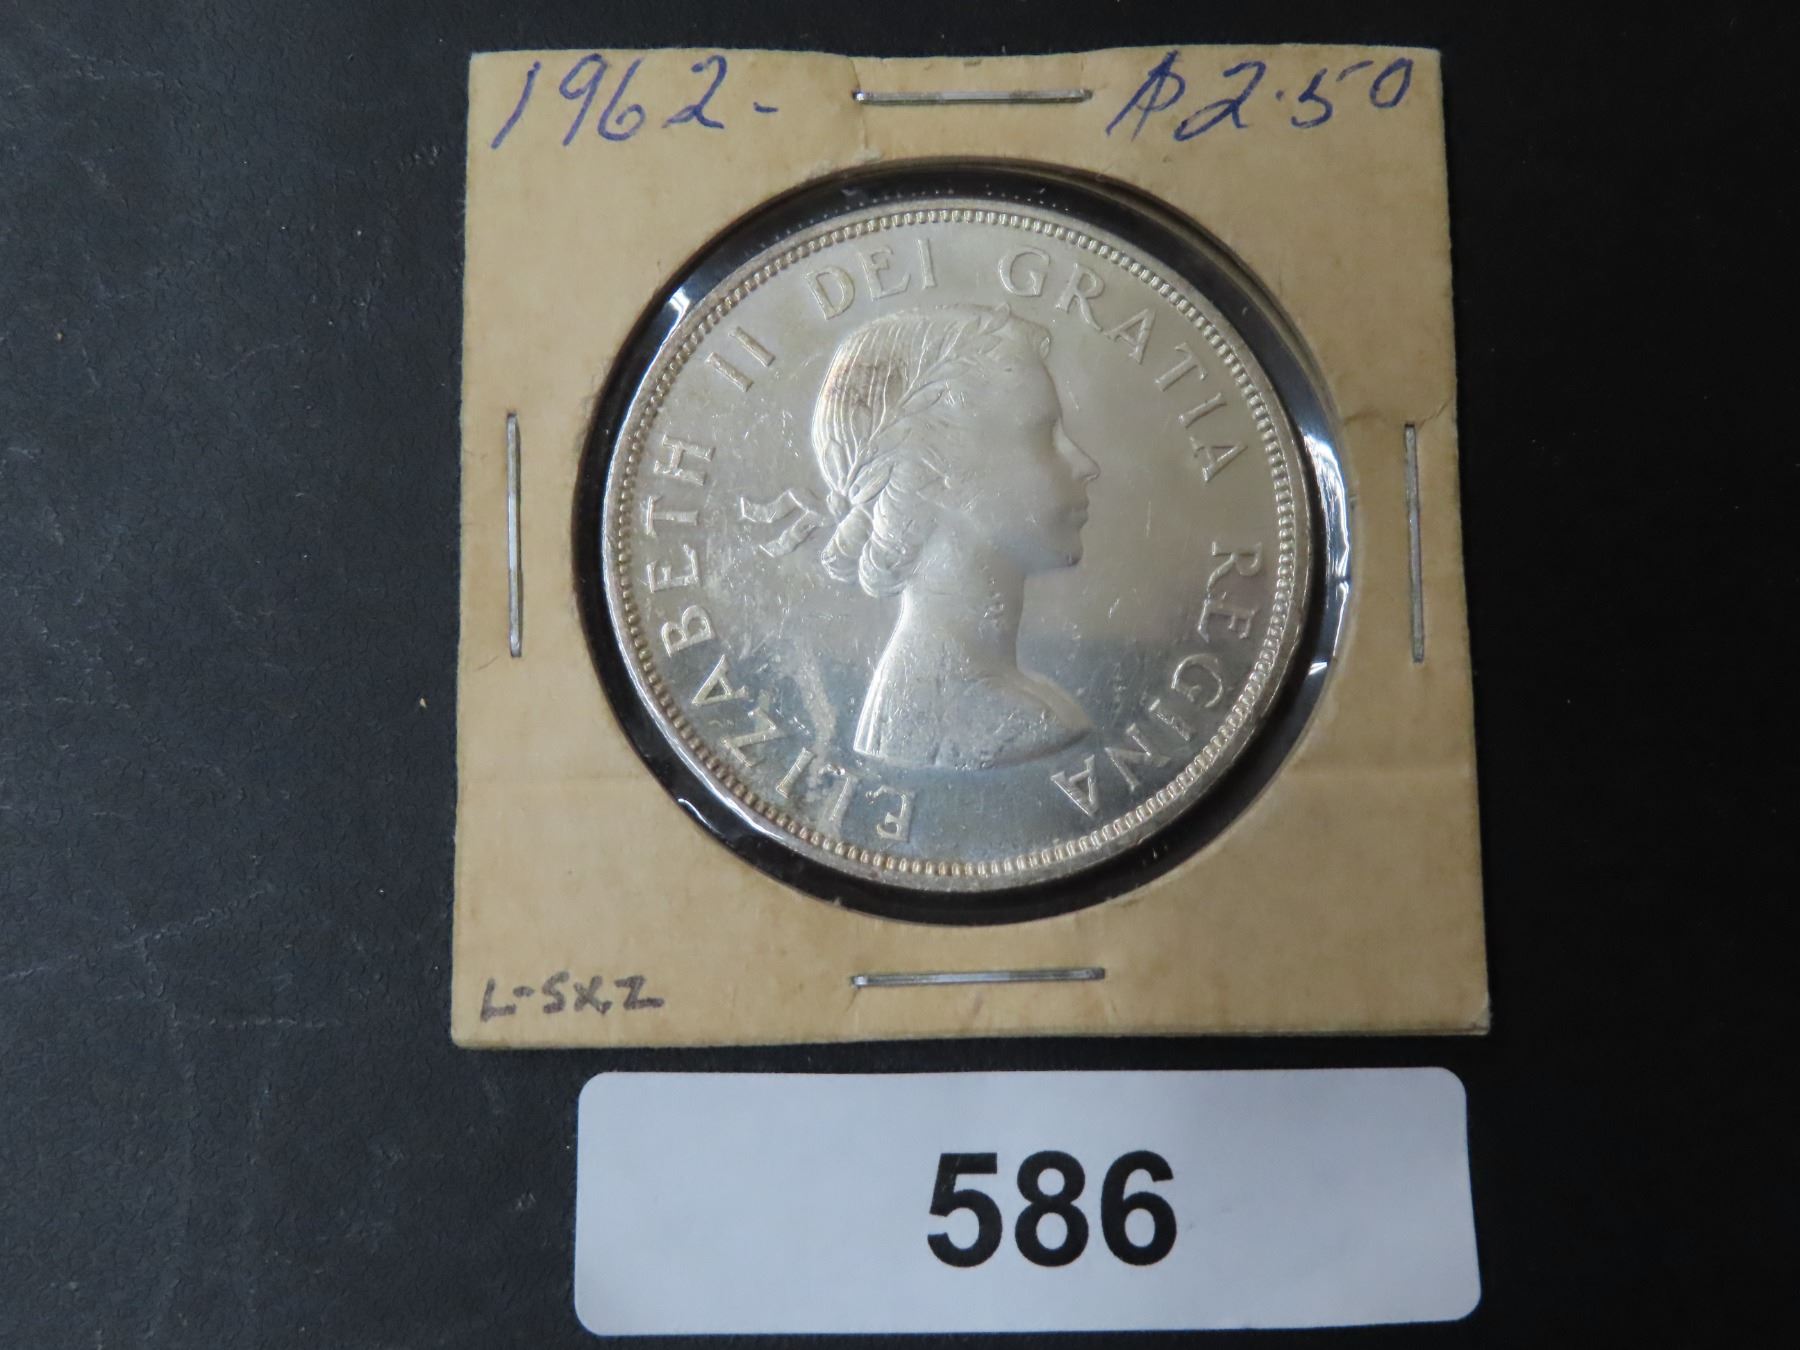 1962- $2.50
ELIZABETH II DEI GRATIA REGINA
L-SXZ
586